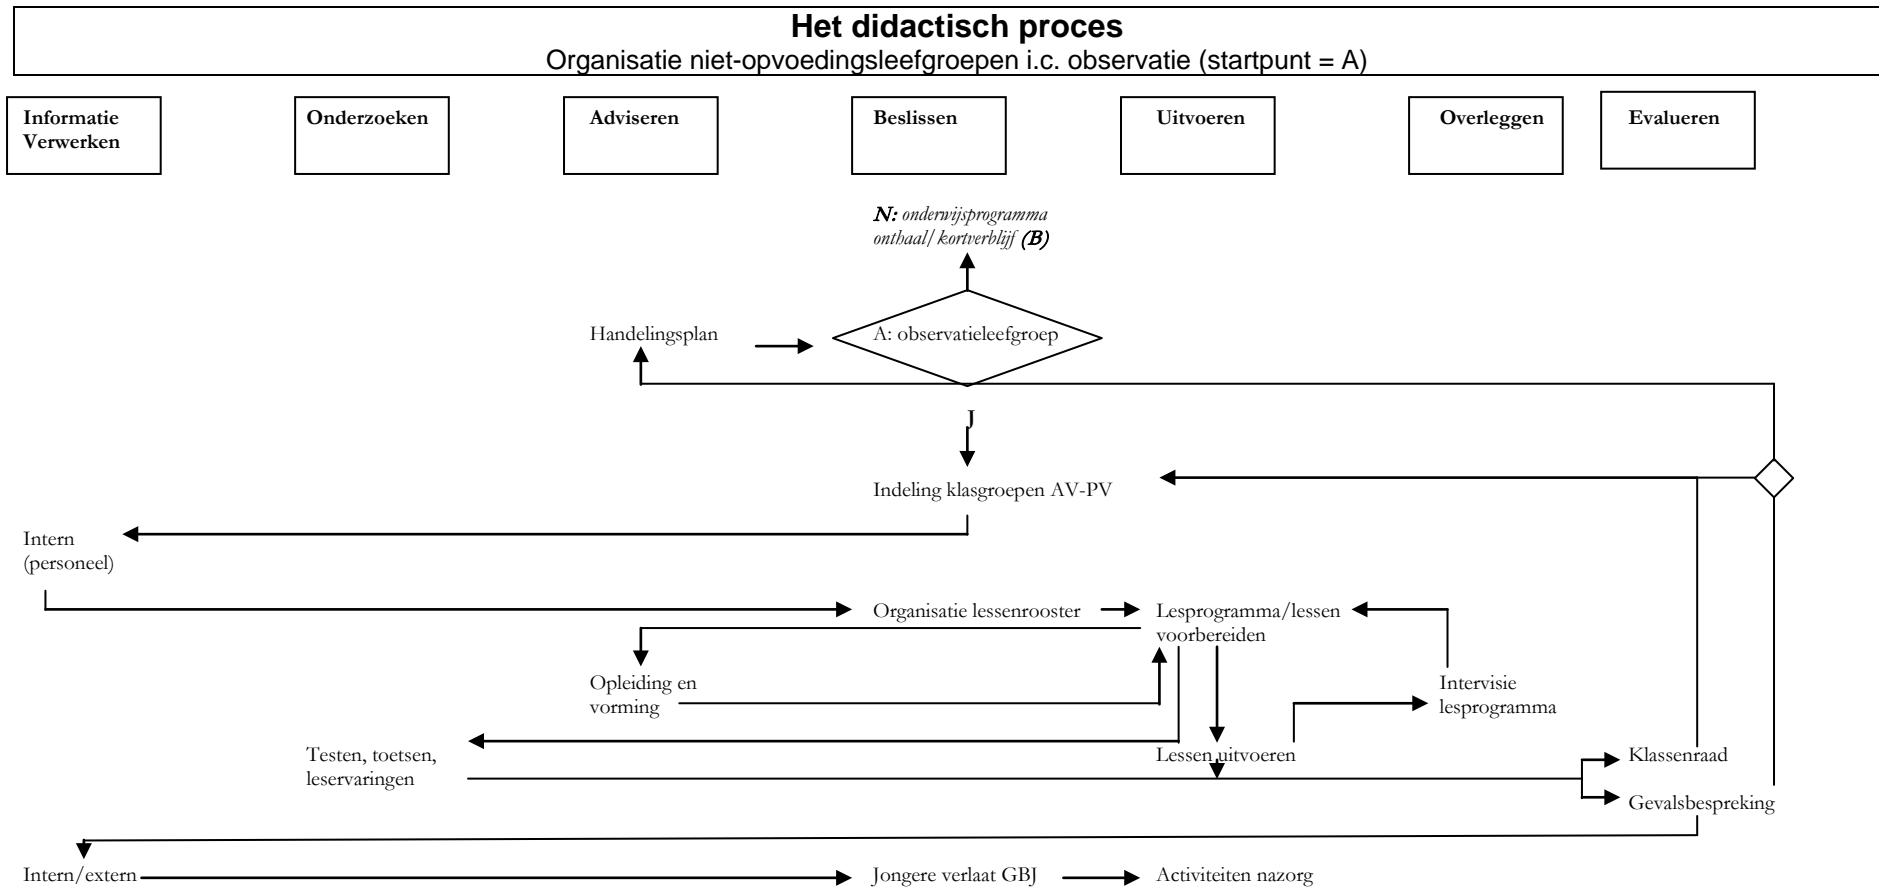 Het didactisch proces
Organisatie niet-opvoedingsleefgroepen i.c. observatie (startpunt = A)
Informatie
Verwerken
Onderzoeken
Adviseren
Beslissen
Uitvoeren
Overleggen
Evalueren
N: onderwijsprogramma
onthaal/kortverblijf (B)
Handelingsplan
A: observatieleefgroep
J
Indeling klasgroepen AV-PV
Intern
(personeel)
Organisatie lessenrooster
Lesprogramma/lessen
voorbereiden
Opleiding en
vorming
Intervisie
lesprogramma
Testen, toetsen,
leservaringen
Lessen uitvoeren
Klassenraad
Gevalsbespreking
Intern/extern
Jongere verlaat GBJ
Activiteiten nazorg